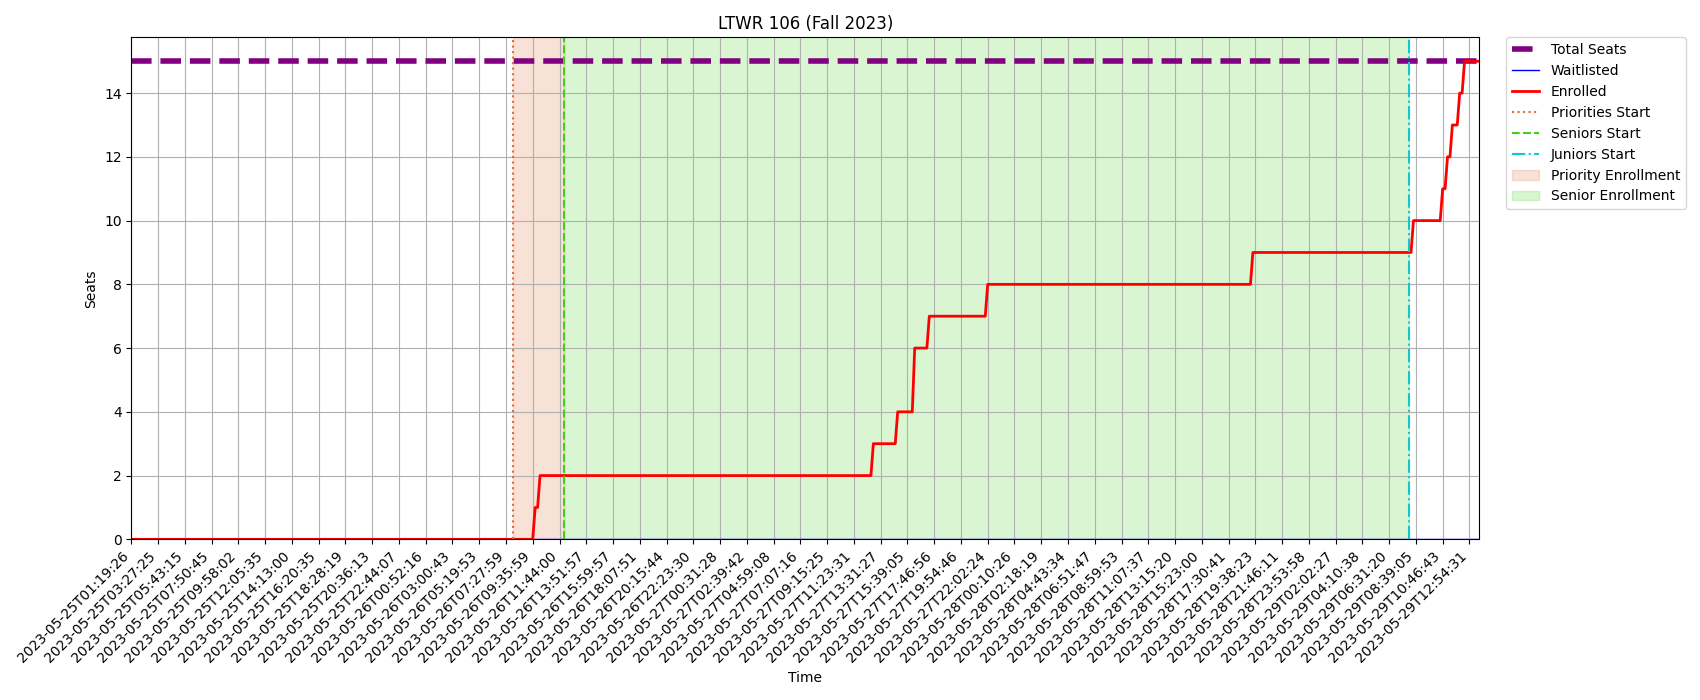 LTWR 106 (Fall 2023)
Total Seats
Waitlisted
Enrolled
Priorities Start
Seniors Start
Juniors Start
Priority Enrollment
Senior Enrollment
Seats
14
12
10
8
6
4
2
0
2023-05-25T01:19:26
2023-05-25T03:27:25
2023-05-25T05:43:15
2023-05-25T07:50:45
2023-05-25T09:58:02
2023-05-25T12:05:35
2023-05-25T14:13:00
2023-05-25T16:20:35
2023-05-25T18:28:19
2023-05-25T20:36:13
2023-05-25T22:44:07
2023-05-26T00:52:16
2023-05-26T03:00:43
2023-05-26T05:19:53
2023-05-26T07:27:59
2023-05-26T09:35:59
2023-05-26T11:44:00
2023-05-26T13:51:57
2023-05-26T15:59:57
2023-05-26T18:07:51
2023-05-26T20:15:44
2023-05-26T22:23:30
2023-05-27T00:31:28
2023-05-27T02:39:42
2023-05-27T04:59:08
2023-05-27T07:07:16
2023-05-27T09:15:25
2023-05-27T11:23:31
2023-05-27T13:31:27
2023-05-27T15:39:05
2023-05-27T17:46:56
2023-05-27T19:54:46
2023-05-27T22:02:24
2023-05-28T00:10:26
2023-05-28T02:18:19
2023-05-28T04:43:34
2023-05-28T06:51:47
2023-05-28T08:59:53
2023-05-28T11:07:37
2023-05-28T13:15:20
2023-05-28T15:23:00
2023-05-28T17:30:41
2023-05-28T19:38:23
2023-05-28T21:46:11
2023-05-28T23:53:58
2023-05-29T02:02:27
2023-05-29T04:10:38
2023-05-29T06:31:20
2023-05-29T08:39:05
2023-05-29T10:46:43
2023-05-29T12:54:31
Time